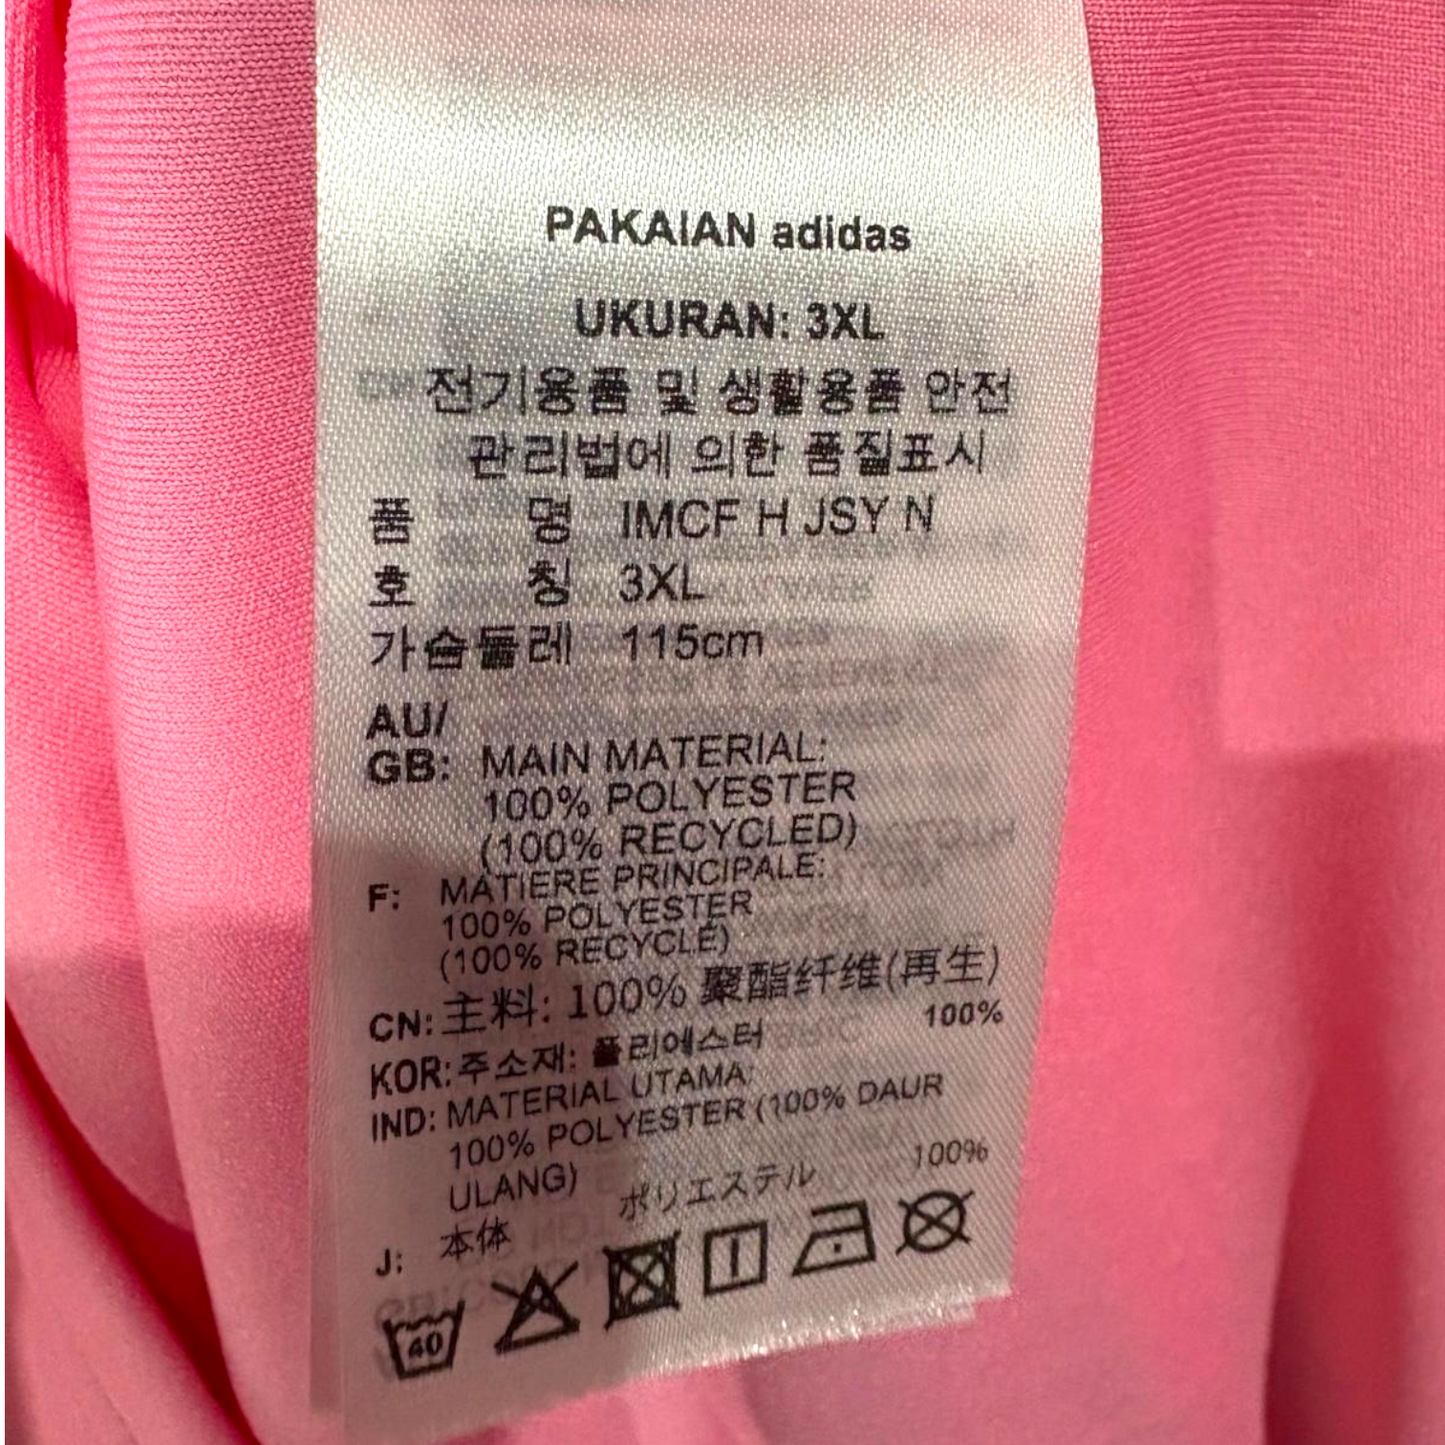 PAKAIAN adidas
UKURAN: 3XL
전기용품 및 생활용품 안전
관리법에 의한 품질표시
품 명 IMCF H JSY N
호 칭 3XL
가슴둘레 115cm
AU/
GB: MAIN MATERIAL:
100% POLYESTER
(100% RECYCLED)
F: MATIERE PRINCIPALE:
100% POLYESTER
(100% RECYCLÉ)
CN: 主料: 100% 聚酯纤维(再生)
KOR: 주소재: 폴리에스터 100%
IND: MATERIAL UTAMA:
100% POLYESTER (100% DAUR
ULANG)
J: 本体 ポリエステル 100%
40